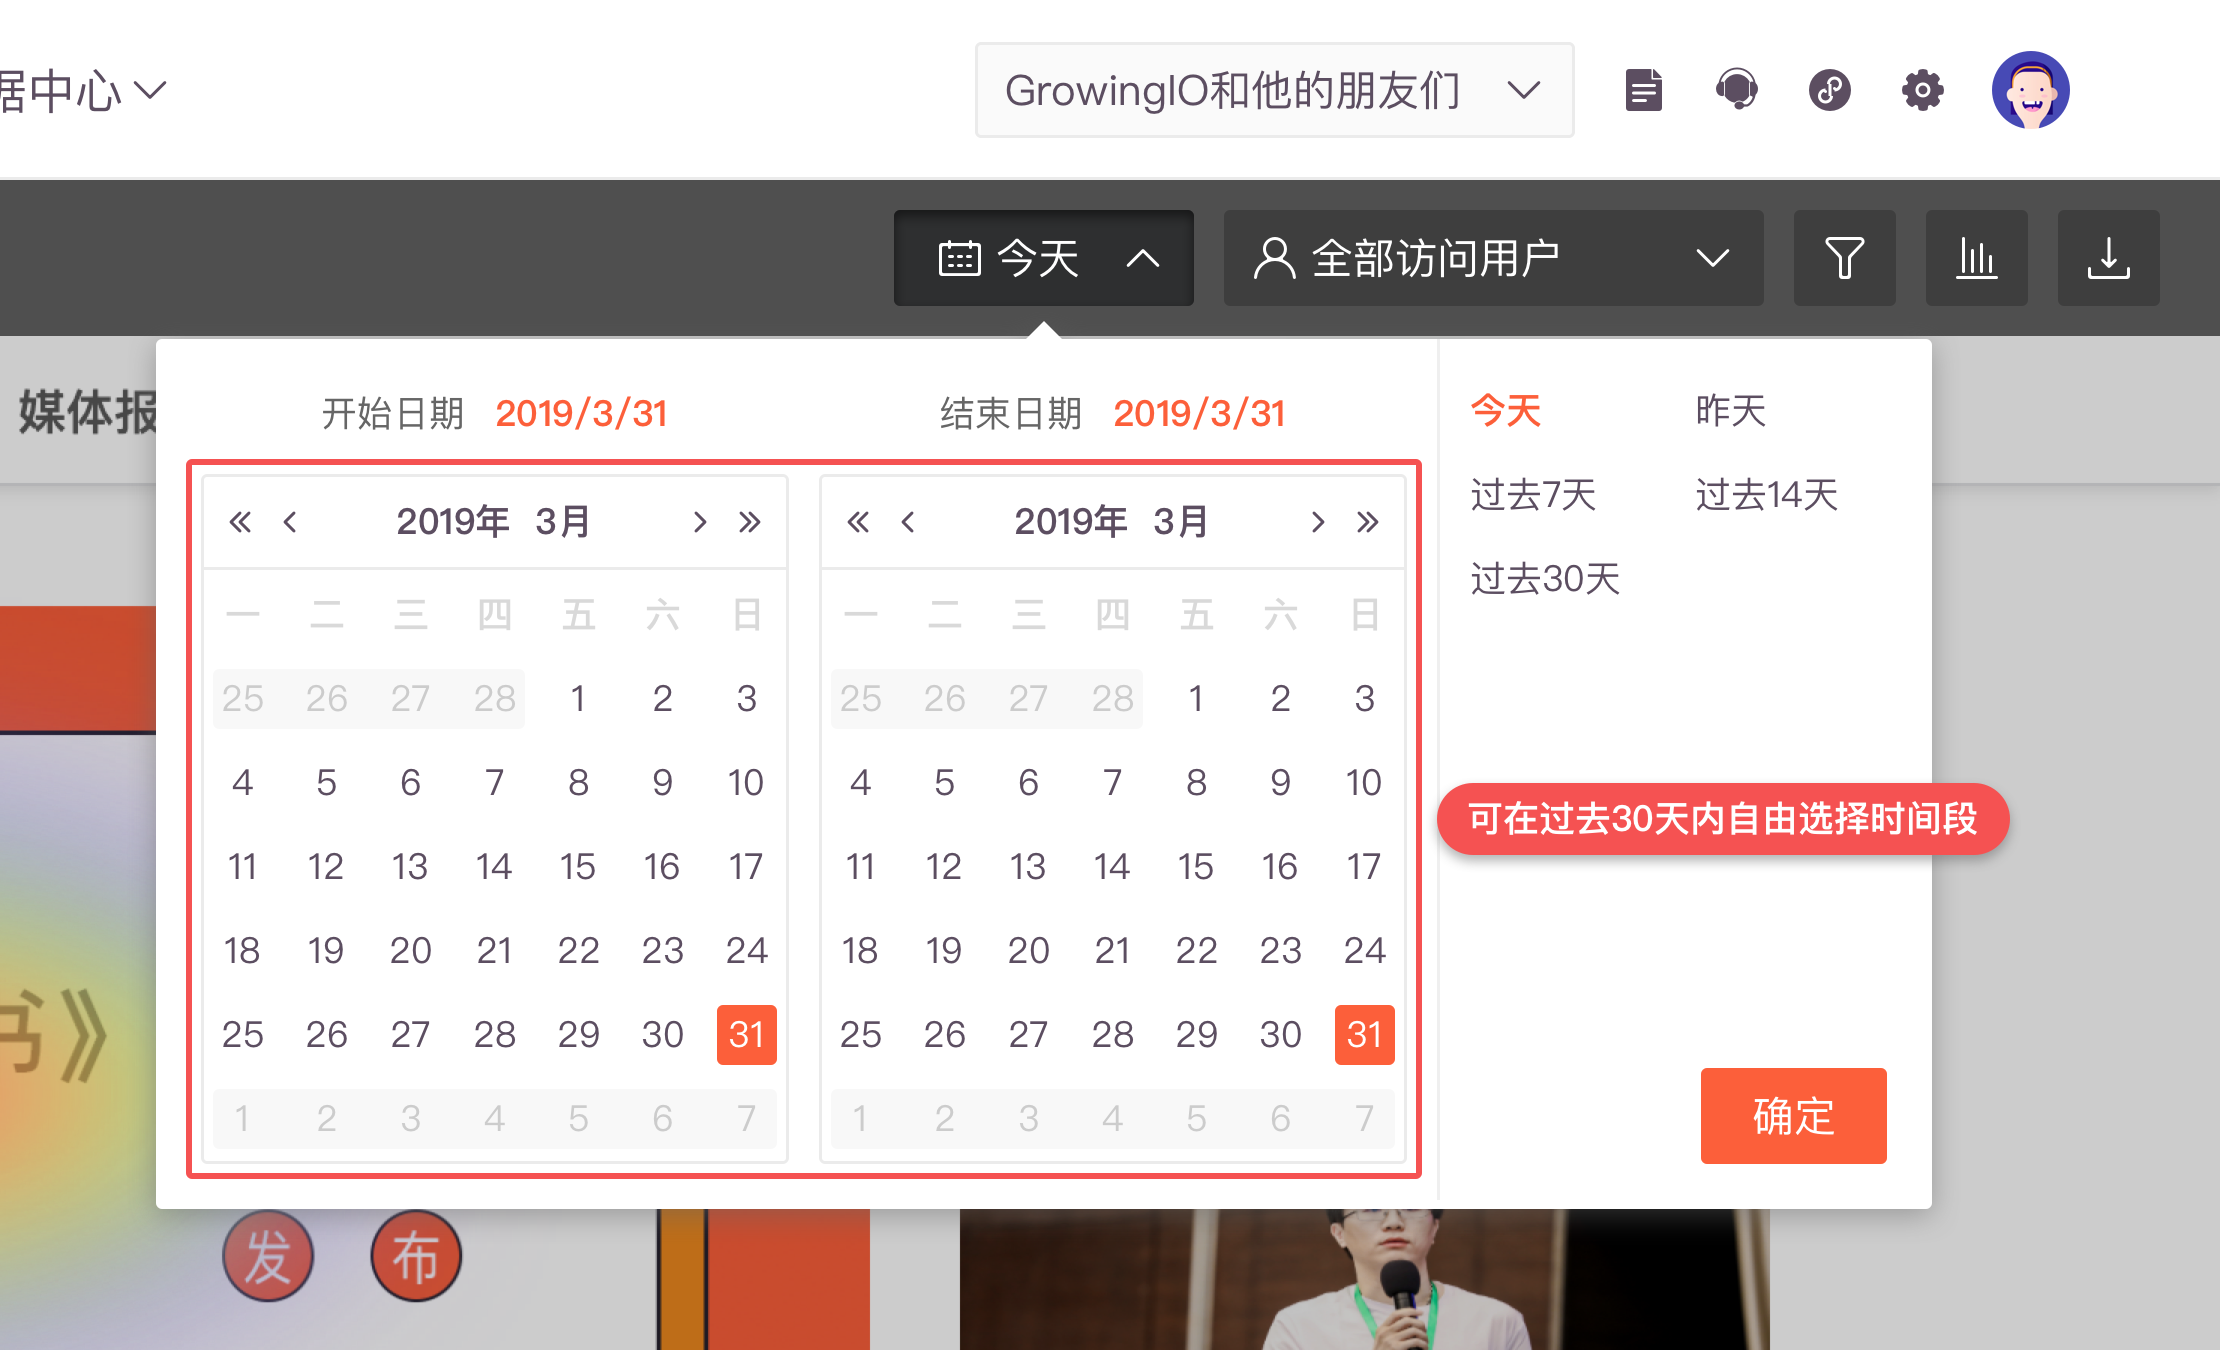 据中心
GrowingIO和他的朋友们
今天
全部访问用户
媒体报
开始日期 2019/3/31
结束日期 2019/3/31
今天 昨天
过去7天 过去14天
过去30天
« ‹ 2019年 3月 › »
一 二 三 四 五 六 日
25 26 27 28 1 2 3
4 5 6 7 8 9 10
11 12 13 14 15 16 17
18 19 20 21 22 23 24
25 26 27 28 29 30 31
1 2 3 4 5 6 7
« ‹ 2019年 3月 › »
一 二 三 四 五 六 日
25 26 27 28 1 2 3
4 5 6 7 8 9 10
11 12 13 14 15 16 17
18 19 20 21 22 23 24
25 26 27 28 29 30 31
1 2 3 4 5 6 7
可在过去30天内自由选择时间段
确定
书》
发 布